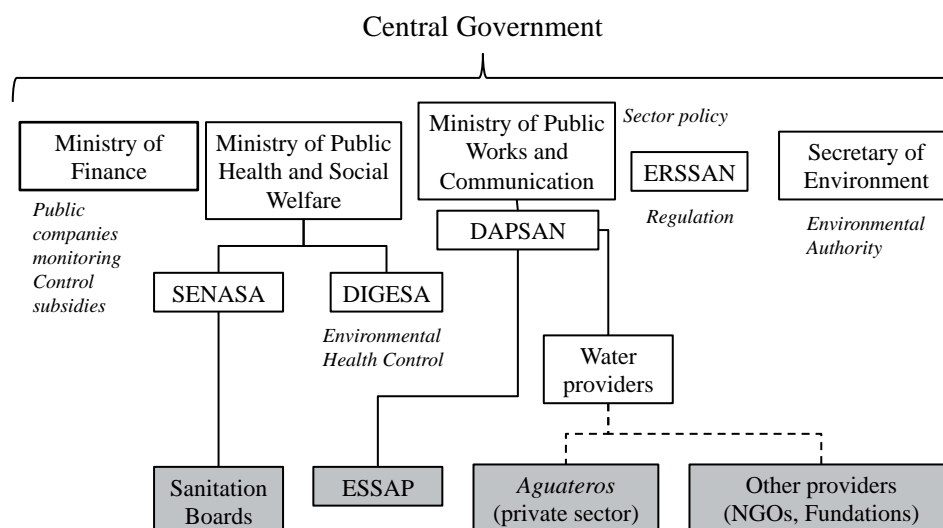 Central Government
Ministry of
Finance
Public
companies
monitoring
Control
subsidies
Ministry of Public
Health and Social
Welfare
Ministry of Public
Works and
Communication
Sector policy
ERSSAN
Regulation
Secretary of
Environment
Environmental
Authority
DAPSAN
SENASA
DIGESA
Environmental
Health Control
Water
providers
Sanitation
Boards
ESSAP
Aguateros
(private sector)
Other providers
(NGOs, Fundations)